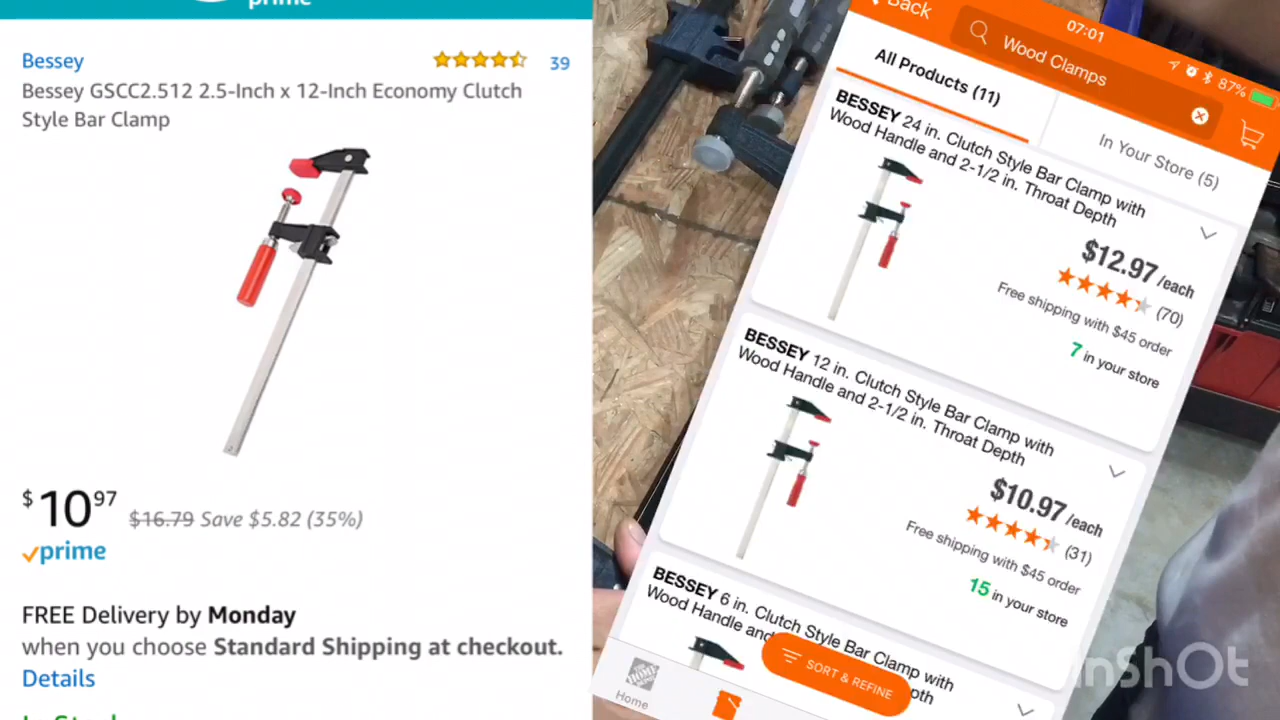 prime
Bessey
39
Bessey GSCC2.512 2.5-Inch x 12-Inch Economy Clutch
Style Bar Clamp
$10 97
$16.79 Save $5.82 (35%)
prime
FREE Delivery by Monday
when you choose Standard Shipping at checkout.
Details
Back
07:01
87%
Wood Clamps
All Products (11)
In Your Store (5)
BESSEY 24 in. Clutch Style Bar Clamp with
Wood Handle and 2-1/2 in. Throat Depth
$12.97/each
(70)
Free shipping with $45 order
7 in your store
BESSEY 12 in. Clutch Style Bar Clamp with
Wood Handle and 2-1/2 in. Throat Depth
$10.97/each
(31)
Free shipping with $45 order
15 in your store
BESSEY 6 in. Clutch Style Bar Clamp with
Wood Handle and
SORT & REFINE
Home
InShOt